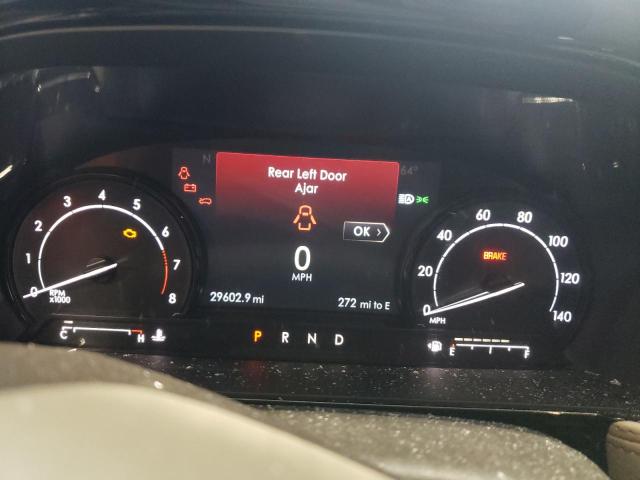 N
64°
Rear Left Door
Ajar
OK
0
MPH
29602.9 mi
272 mi to E
0
1
2
3
4
5
6
7
8
RPM
x1000
0
20
40
60
80
100
120
140
MPH
BRAKE
C
H
P R N D
E
F